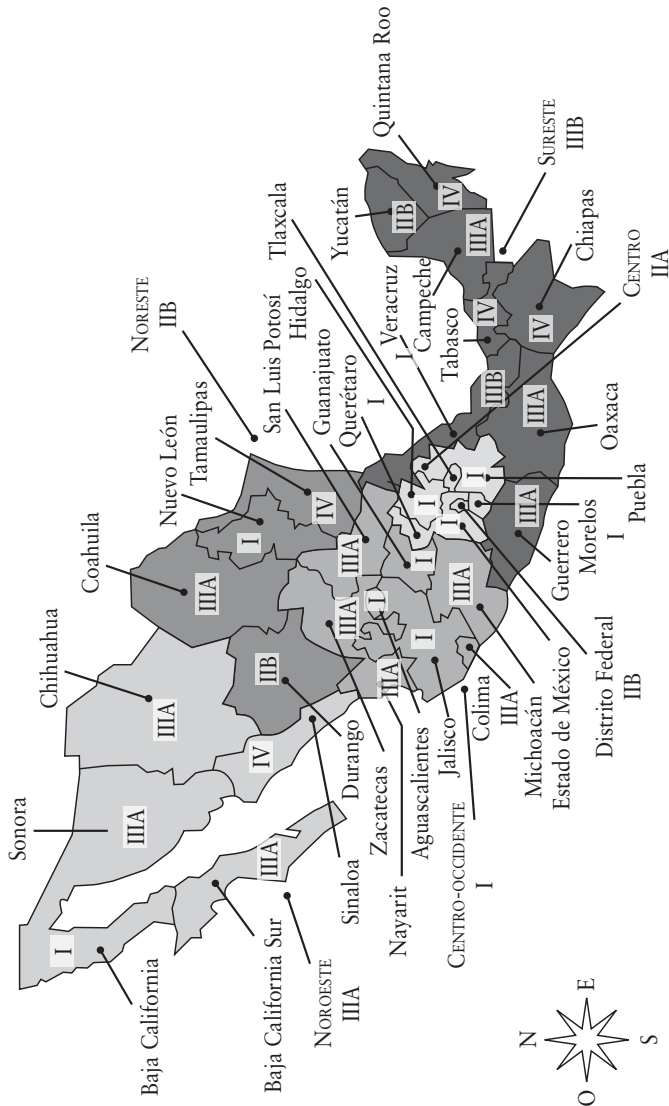 Sonora
Chihuahua
Coahuila
Nuevo León
Tamaulipas
NORESTE
IIB
San Luis Potosí
Hidalgo
Guanajuato
Querétaro
I
Tlaxcala
Veracruz
I
Campeche
Tabasco
Yucatán
Quintana Roo
SURESTE
IIIB
Chiapas
CENTRO
IIA
Oaxaca
Puebla
Morelos
I
Guerrero
Distrito Federal
IIB
Estado de México
Michoacán
Colima
IIIA
Jalisco
CENTRO-OCCIDENTE
I
Aguascalientes
Nayarit
Zacatecas
Durango
Sinaloa
NOROESTE
IIIA
Baja California Sur
Baja California
I
IIIA
IIIA
IIIA
IV
IIB
IIIA
I
IV
IIIA
IIIA
I
IIIA
I
I
IIIA
I
I
I
IIIA
IIIB
IIIA
IV
IV
IIIA
IIB
IV
N
O
E
S